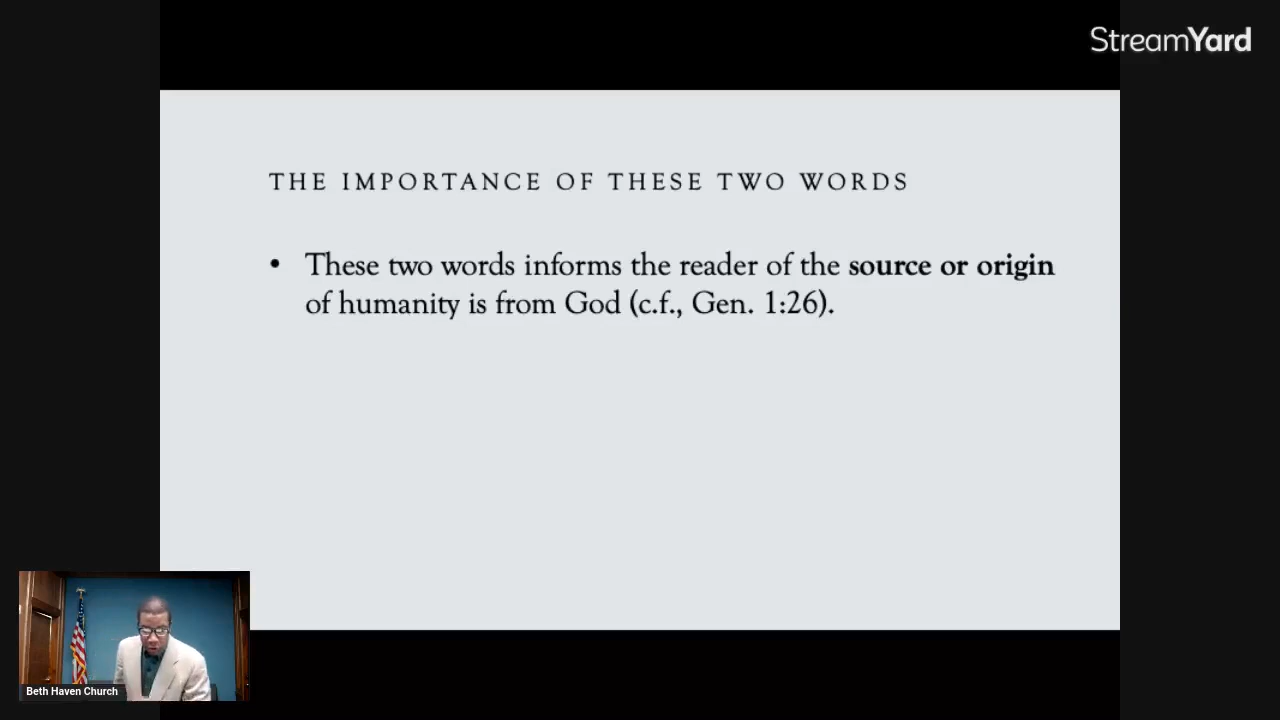 StreamYard
THE IMPORTANCE OF THESE TWO WORDS
• These two words informs the reader of the source or origin
of humanity is from God (c.f., Gen. 1:26).
Beth Haven Church